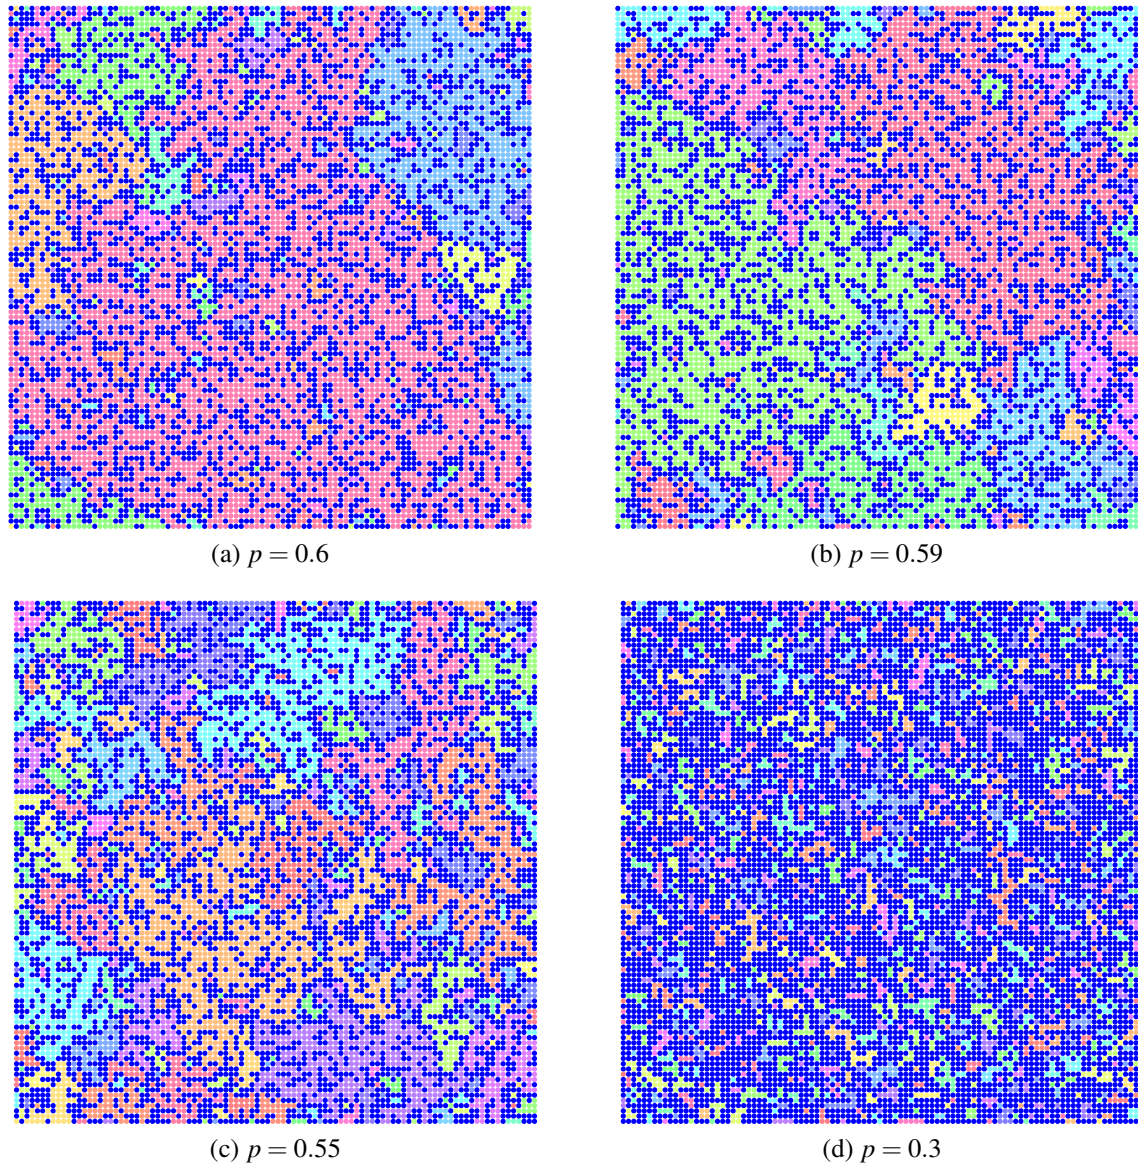 (a) p = 0.6
(b) p = 0.59
(c) p = 0.55
(d) p = 0.3